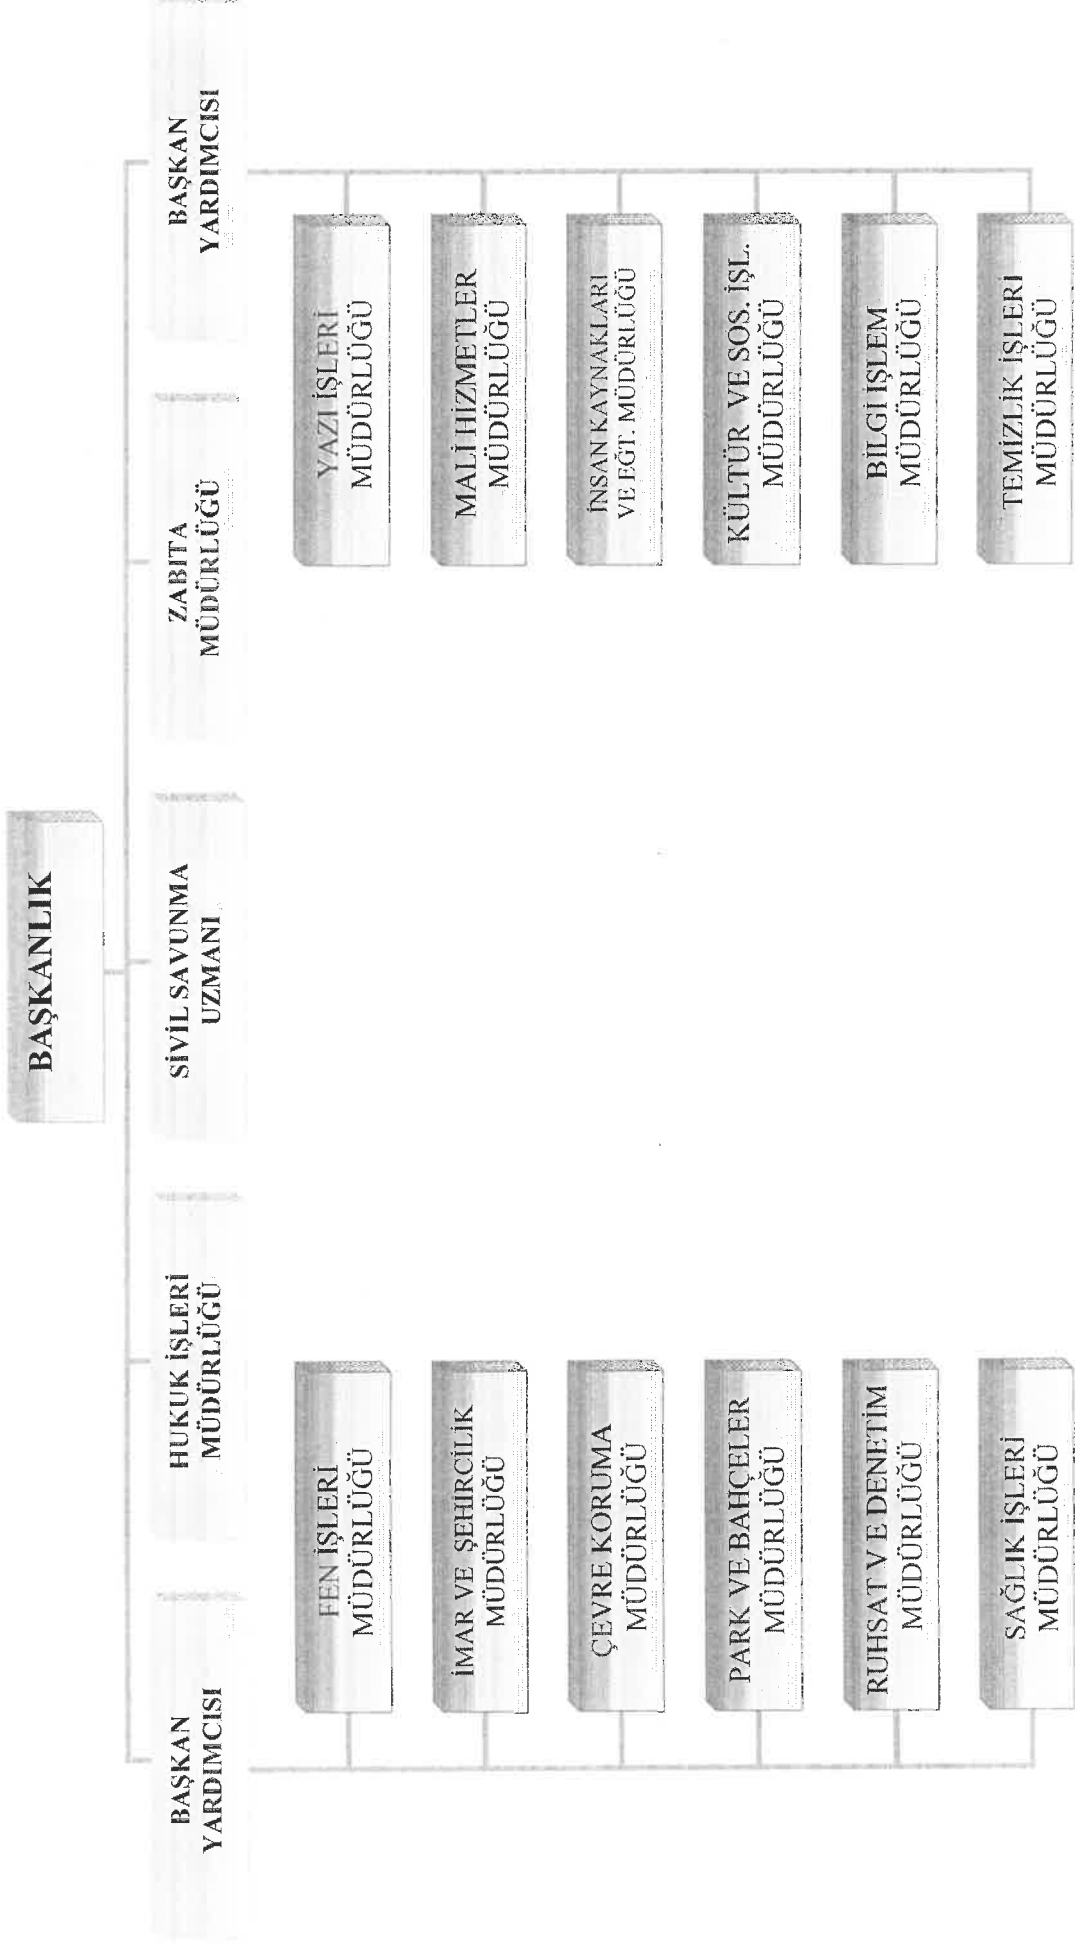 BAŞKANLIK
BAŞKAN
YARDIMCISI
HUKUK İŞLERİ
MÜDÜRLÜĞÜ
SİVİL SAVUNMA
UZMANI
ZABITA
MÜDÜRLÜĞÜ
BAŞKAN
YARDIMCISI
FEN İŞLERİ
MÜDÜRLÜĞÜ
İMAR VE ŞEHİRCİLİK
MÜDÜRLÜĞÜ
ÇEVRE KORUMA
MÜDÜRLÜĞÜ
PARK VE BAHÇELER
MÜDÜRLÜĞÜ
RUHSAT V E DENETİM
MÜDÜRLÜĞÜ
SAĞLIK İŞLERİ
MÜDÜRLÜĞÜ
YAZI İŞLERİ
MÜDÜRLÜĞÜ
MALİ HİZMETLER
MÜDÜRLÜĞÜ
İNSAN KAYNAKLARI
VE EĞT. MÜDÜRLÜĞÜ
KÜLTÜR VE SOS. İŞL.
MÜDÜRLÜĞÜ
BİLGİ İŞLEM
MÜDÜRLÜĞÜ
TEMİZLİK İŞLERİ
MÜDÜRLÜĞÜ